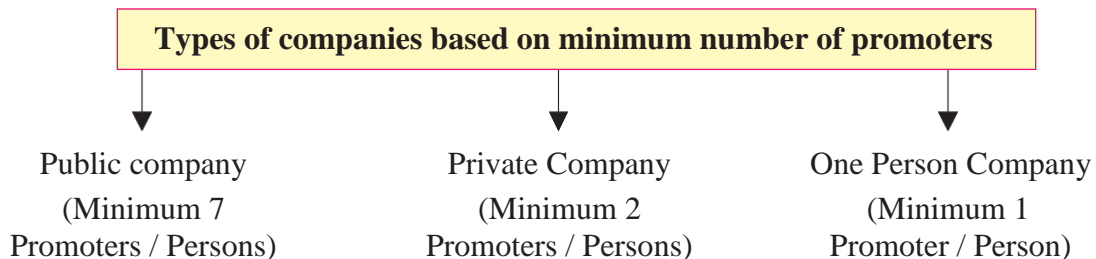 Types of companies based on minimum number of promoters
Public company
(Minimum 7
Promoters / Persons)
Private Company
(Minimum 2
Promoters / Persons)
One Person Company
(Minimum 1
Promoter / Person)